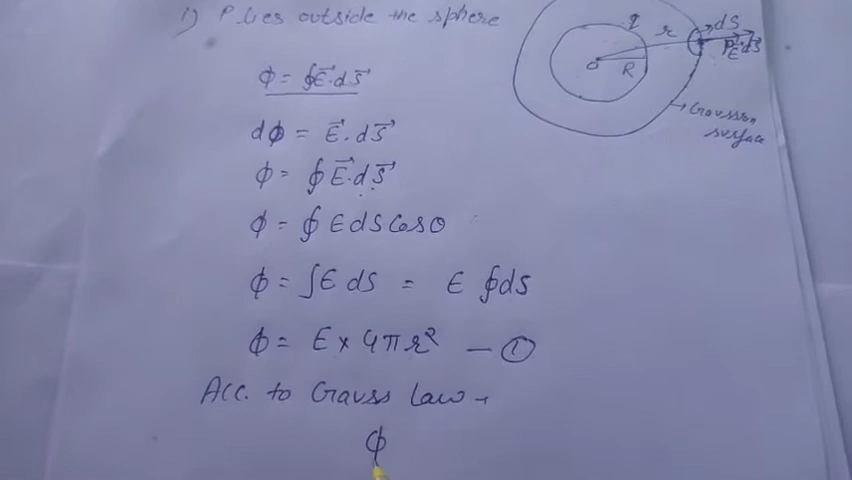 i) P lies outside the sphere
q
r
dS
O
R
P
E⃗ dS⃗
→ Gaussian
surface
ϕ = ∮E⃗.dS⃗
dϕ = E⃗. dS⃗
ϕ = ∮ E⃗.dS⃗
ϕ = ∮ E dS Cosθ
ϕ = ∫E dS = E ∮dS
ϕ = E × 4πr² — ①
Acc. to Gauss Law →
ϕ